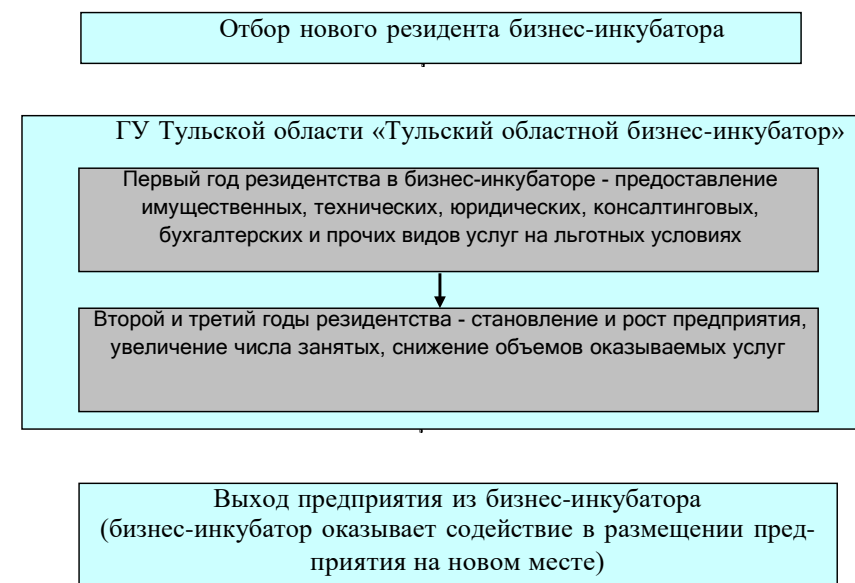 Отбор нового резидента бизнес-инкубатора
ГУ Тульской области «Тульский областной бизнес-инкубатор»
Первый год резидентства в бизнес-инкубаторе - предоставление
имущественных, технических, юридических, консалтинговых,
бухгалтерских и прочих видов услуг на льготных условиях
Второй и третий годы резидентства - становление и рост предприятия,
увеличение числа занятых, снижение объемов оказываемых услуг
Выход предприятия из бизнес-инкубатора
(бизнес-инкубатор оказывает содействие в размещении пред-
приятия на новом месте)